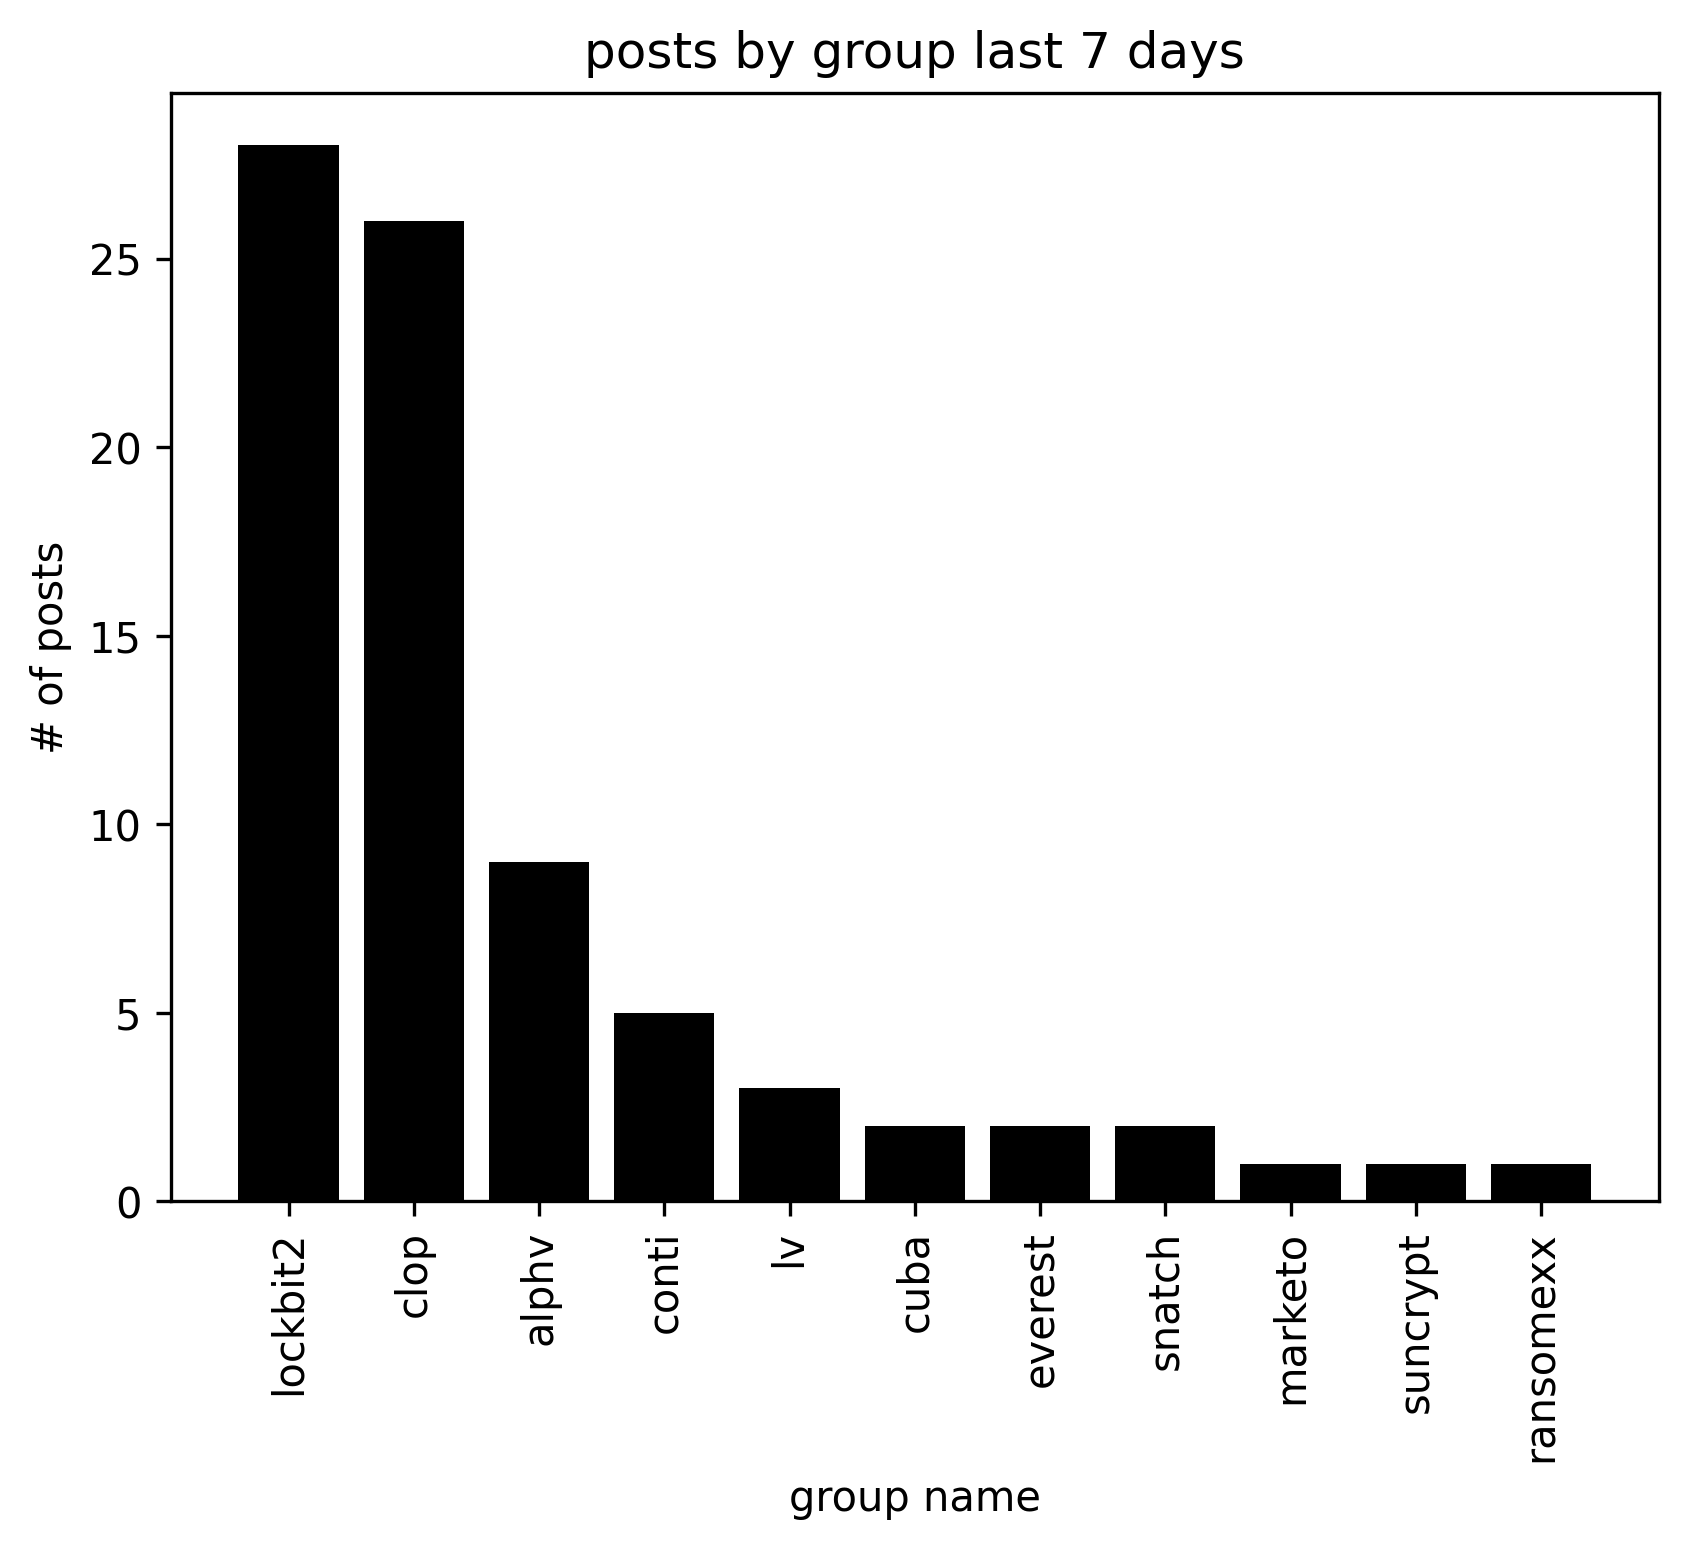 posts by group last 7 days
# of posts
25
20
15
10
5
0
lockbit2
clop
alphv
conti
lv
cuba
everest
snatch
marketo
suncrypt
ransomexx
group name